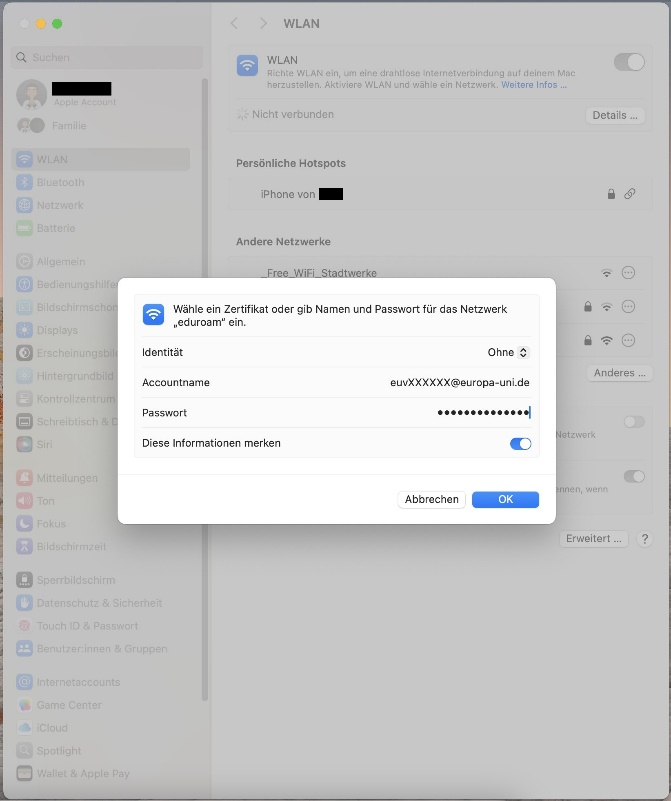 WLAN
Suchen
Apple Account
Familie
WLAN
Bluetooth
Netzwerk
Batterie
Allgemein
Bedienungshilfen
Bildschirmschon
Displays
Erscheinungsbild
Hintergrundbild
Kontrollzentrum
Schreibtisch & D
Siri
Mitteilungen
Ton
Fokus
Bildschirmzeit
Sperrbildschirm
Datenschutz & Sicherheit
Touch ID & Passwort
Benutzer:innen & Gruppen
Internetaccounts
Game Center
iCloud
Spotlight
Wallet & Apple Pay
WLAN
Richte WLAN ein, um eine drahtlose Internetverbindung auf deinem Mac
herzustellen. Aktiviere WLAN und wähle ein Netzwerk. Weitere Infos ...
Nicht verbunden
Details ...
Persönliche Hotspots
iPhone von
Andere Netzwerke
_Free_WiFi_Stadtwerke
Anderes ...
Netzwerk
ennen, wenn
Erweitert ...
?
Wähle ein Zertifikat oder gib Namen und Passwort für das Netzwerk
„eduroam“ ein.
Identität
Ohne
Accountname
euvXXXXXX@europa-uni.de
Passwort
••••••••••••••
Diese Informationen merken
Abbrechen
OK